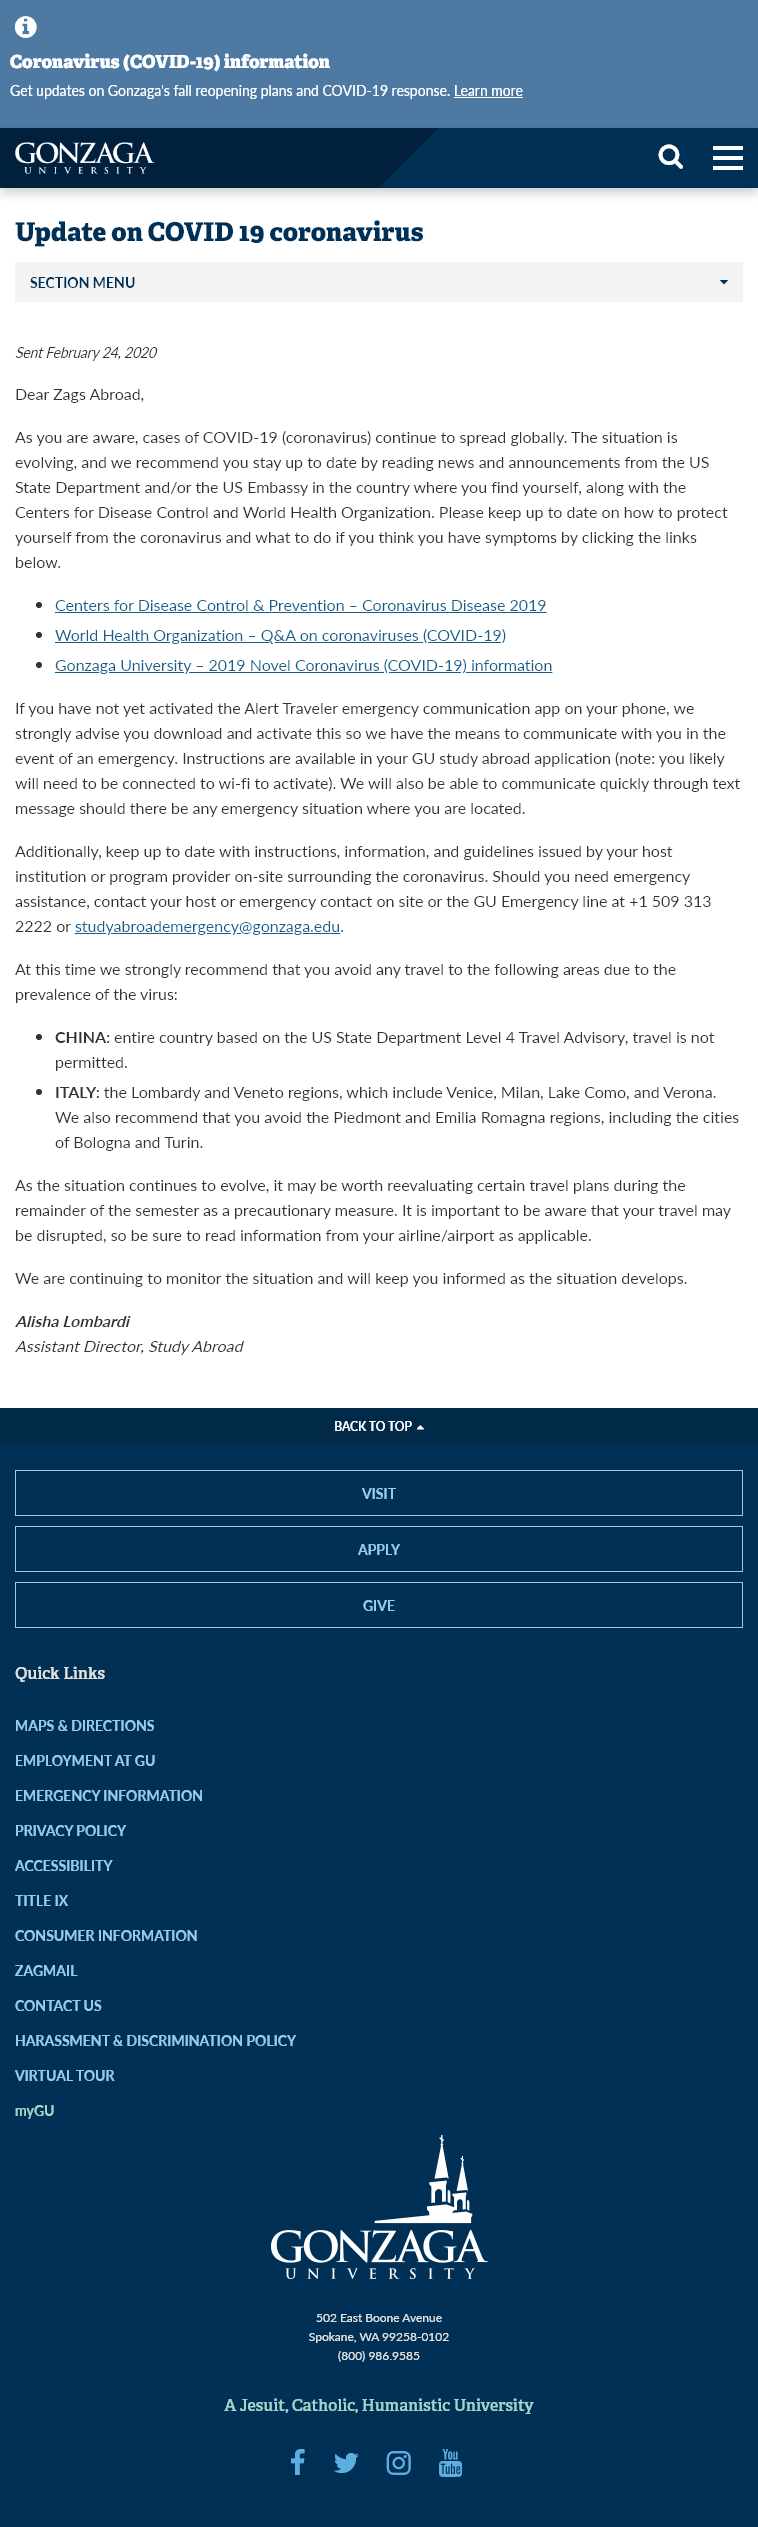 Coronavirus (COVID-19) information
Get updates on Gonzaga's fall reopening plans and COVID-19 response. Learn more
GONZAGA
UNIVERSITY
Update on COVID 19 coronavirus
SECTION MENU
Sent February 24, 2020
Dear Zags Abroad,
As you are aware, cases of COVID-19 (coronavirus) continue to spread globally. The situation is
evolving, and we recommend you stay up to date by reading news and announcements from the US
State Department and/or the US Embassy in the country where you find yourself, along with the
Centers for Disease Control and World Health Organization. Please keep up to date on how to protect
yourself from the coronavirus and what to do if you think you have symptoms by clicking the links
below.
Centers for Disease Control & Prevention – Coronavirus Disease 2019
World Health Organization – Q&A on coronaviruses (COVID-19)
Gonzaga University – 2019 Novel Coronavirus (COVID-19) information
If you have not yet activated the Alert Traveler emergency communication app on your phone, we
strongly advise you download and activate this so we have the means to communicate with you in the
event of an emergency. Instructions are available in your GU study abroad application (note: you likely
will need to be connected to wi-fi to activate). We will also be able to communicate quickly through text
message should there be any emergency situation where you are located.
Additionally, keep up to date with instructions, information, and guidelines issued by your host
institution or program provider on-site surrounding the coronavirus. Should you need emergency
assistance, contact your host or emergency contact on site or the GU Emergency line at +1 509 313
2222 or studyabroademergency@gonzaga.edu.
At this time we strongly recommend that you avoid any travel to the following areas due to the
prevalence of the virus:
CHINA: entire country based on the US State Department Level 4 Travel Advisory, travel is not
permitted.
ITALY: the Lombardy and Veneto regions, which include Venice, Milan, Lake Como, and Verona.
We also recommend that you avoid the Piedmont and Emilia Romagna regions, including the cities
of Bologna and Turin.
As the situation continues to evolve, it may be worth reevaluating certain travel plans during the
remainder of the semester as a precautionary measure. It is important to be aware that your travel may
be disrupted, so be sure to read information from your airline/airport as applicable.
We are continuing to monitor the situation and will keep you informed as the situation develops.
Alisha Lombardi
Assistant Director, Study Abroad
BACK TO TOP
VISIT
APPLY
GIVE
Quick Links
MAPS & DIRECTIONS
EMPLOYMENT AT GU
EMERGENCY INFORMATION
PRIVACY POLICY
ACCESSIBILITY
TITLE IX
CONSUMER INFORMATION
ZAGMAIL
CONTACT US
HARASSMENT & DISCRIMINATION POLICY
VIRTUAL TOUR
myGU
GONZAGA
UNIVERSITY
502 East Boone Avenue
Spokane, WA 99258-0102
(800) 986.9585
A Jesuit, Catholic, Humanistic University
You
Tube